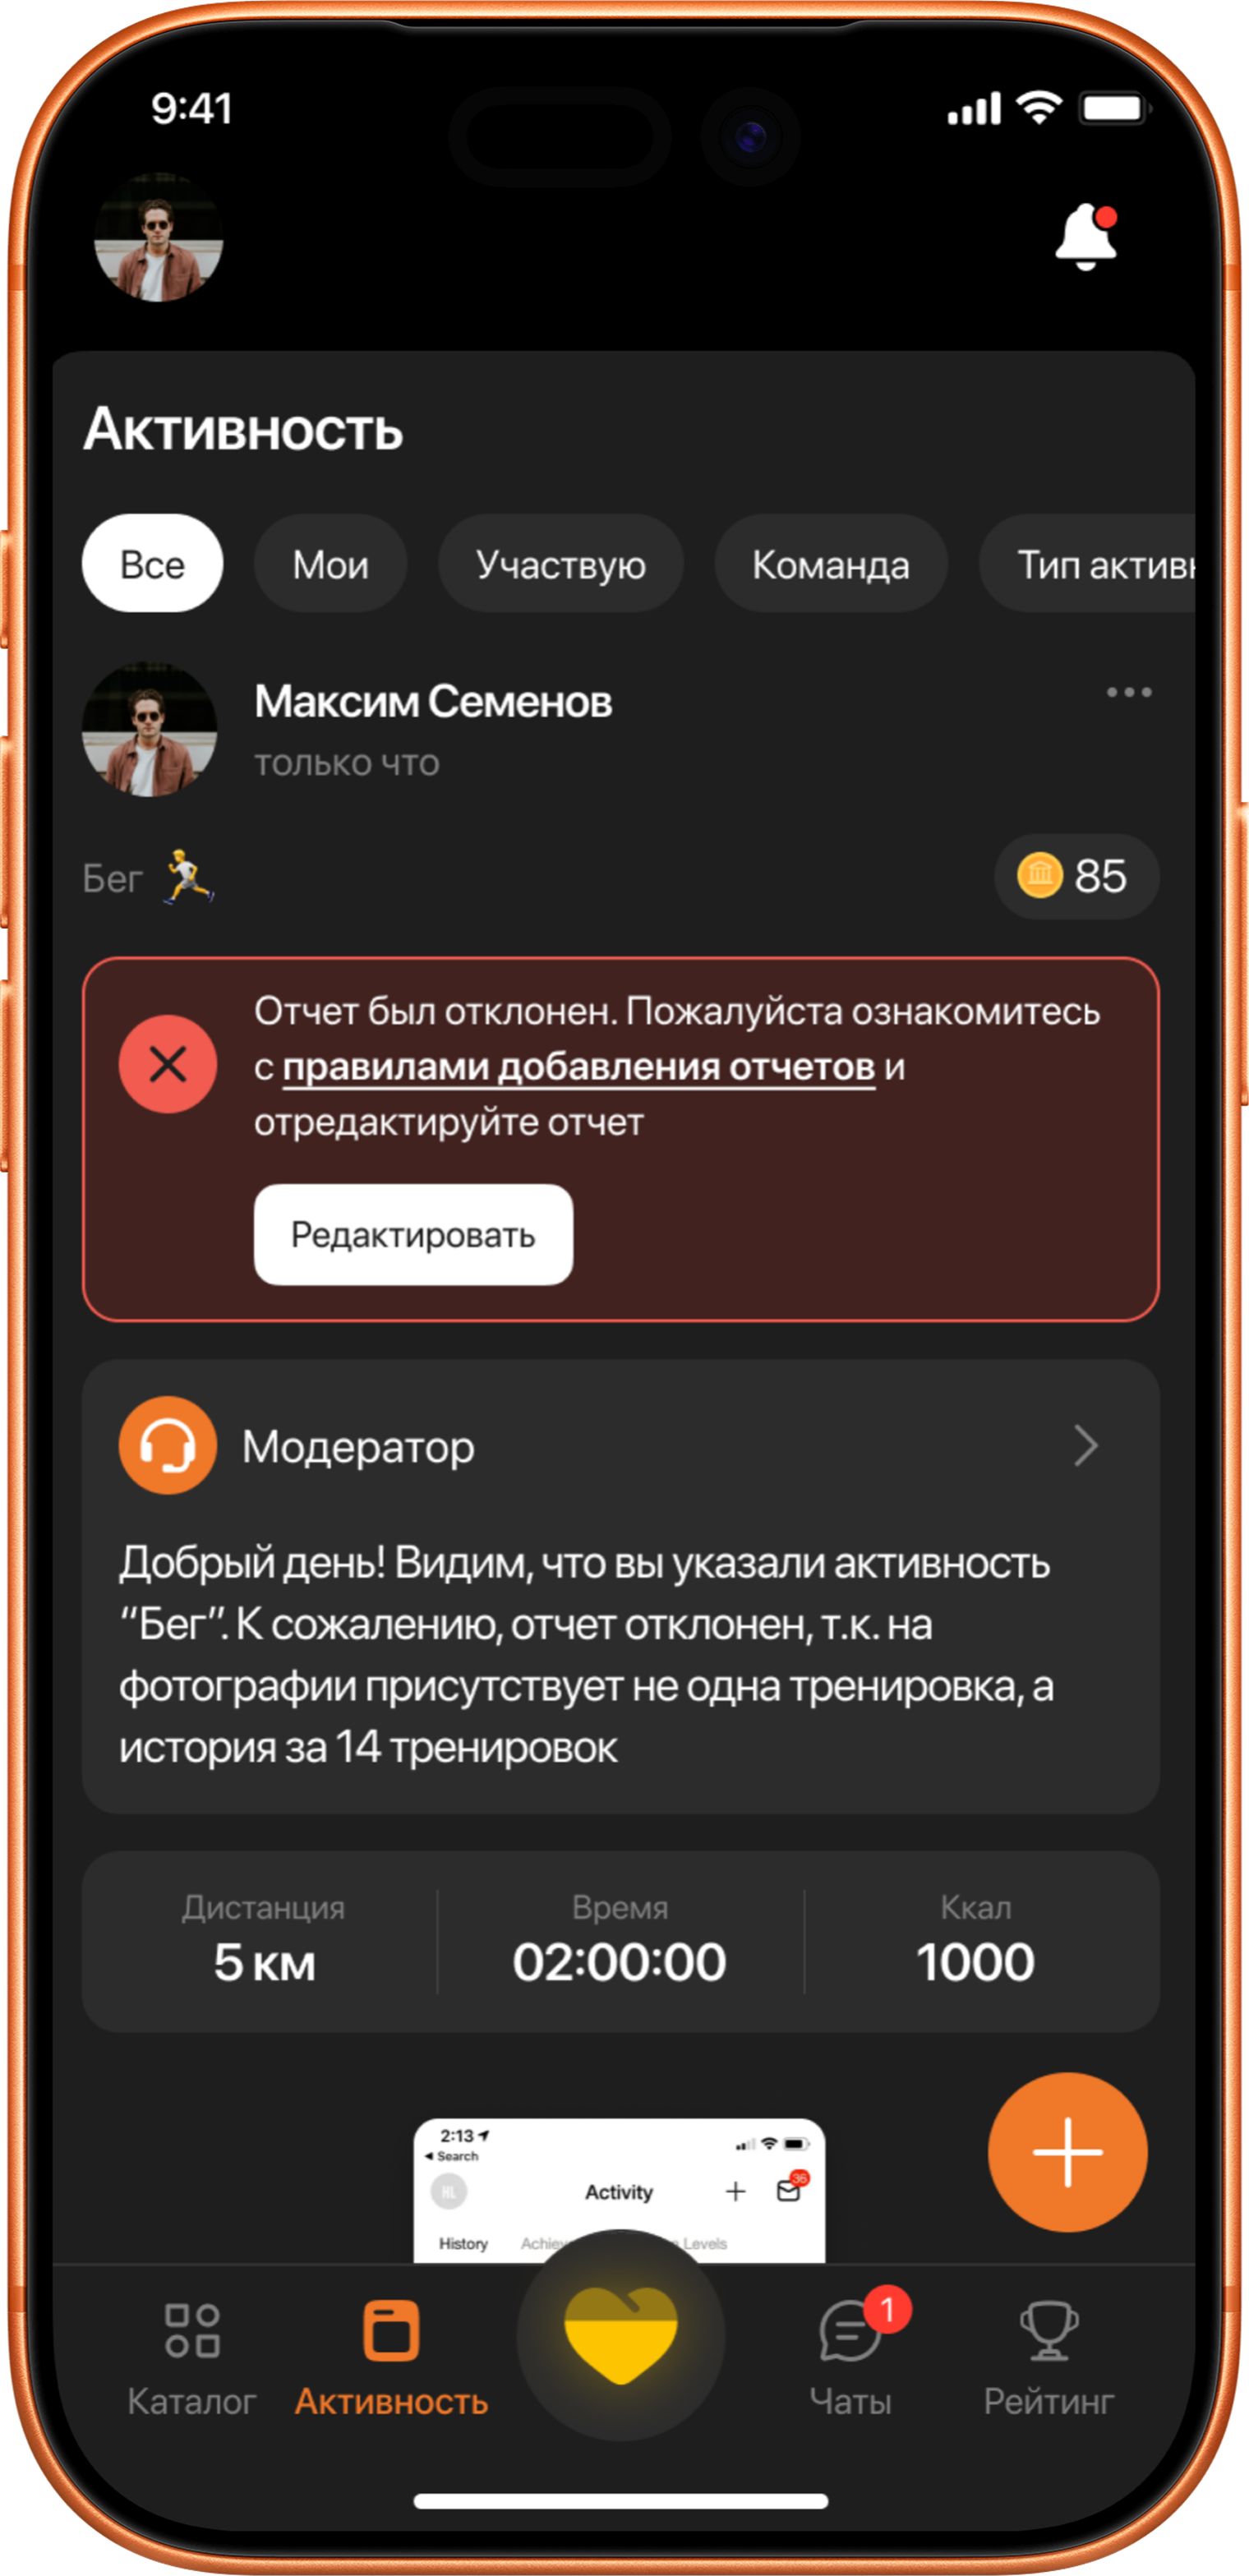 9:41
Активность
Все Мои Участвую Команда Тип активн
Максим Семенов
только что
Бег 85
Отчет был отклонен. Пожалуйста ознакомитесь
с правилами добавления отчетов и
отредактируйте отчет
Редактировать
Модератор
Добрый день! Видим, что вы указали активность
“Бег”. К сожалению, отчет отклонен, т.к. на
фотографии присутствует не одна тренировка, а
история за 14 тренировок
Дистанция Время Ккал
5 км 02:00:00 1000
2:13
Search
HL Activity 36
History Achiev Levels
1
Каталог Активность Чаты Рейтинг